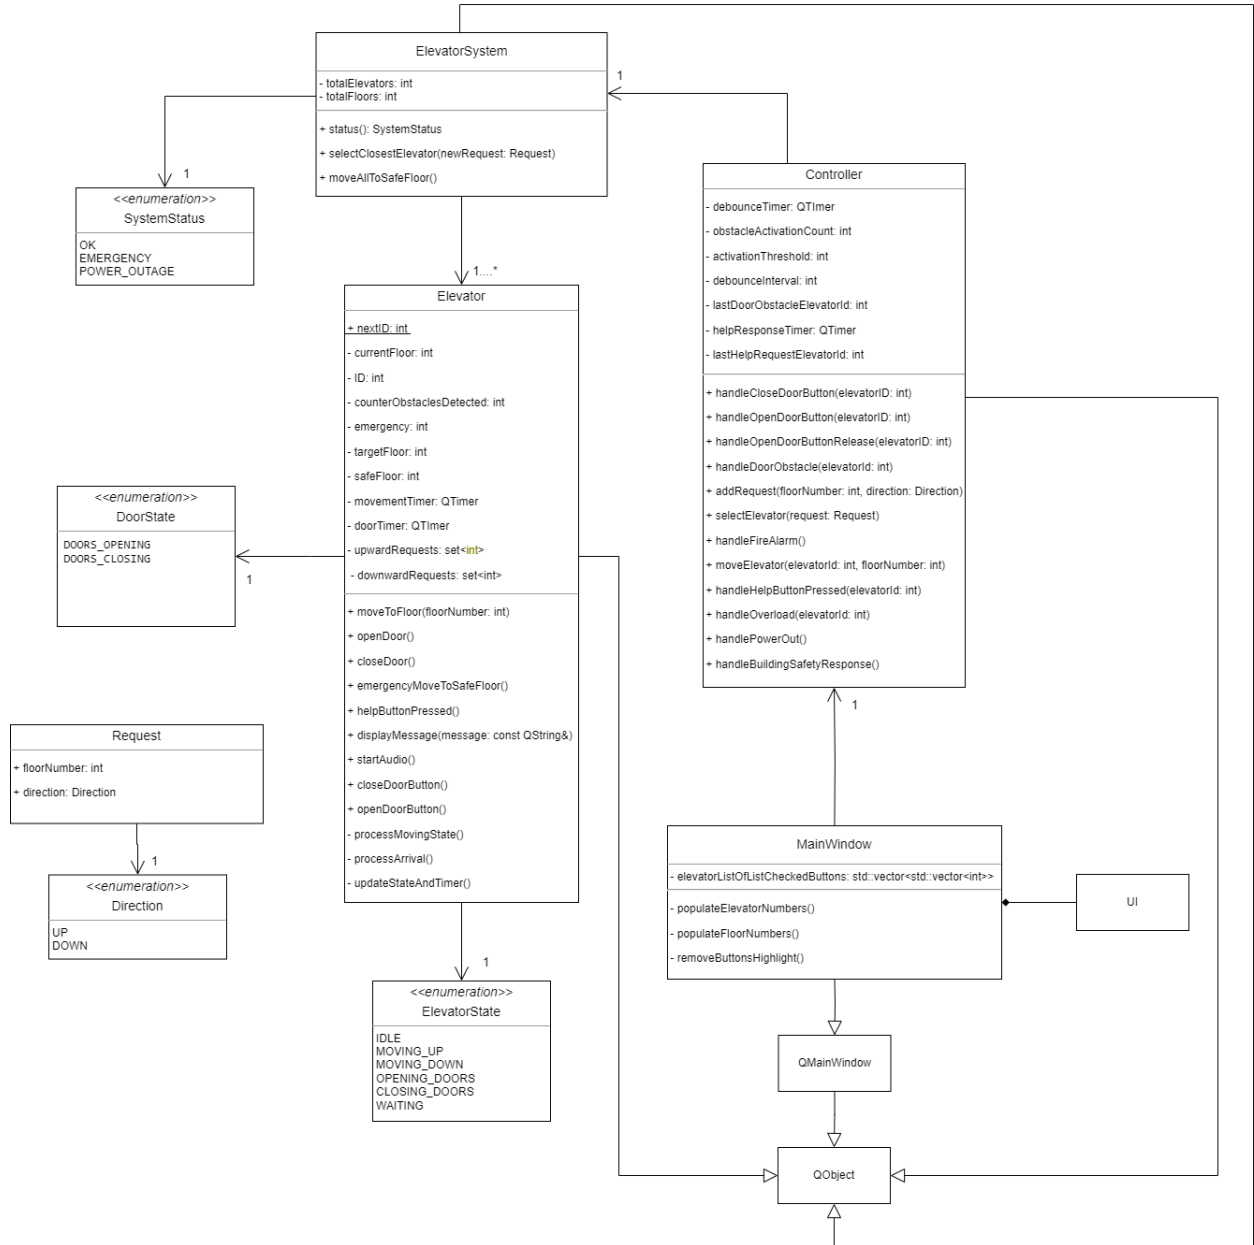 ElevatorSystem
- totalElevators: int
- totalFloors: int
+ status(): SystemStatus
+ selectClosestElevator(newRequest: Request)
+ moveAllToSafeFloor()
1
1
<<enumeration>>
SystemStatus
OK
EMERGENCY
POWER_OUTAGE
1....*
Controller
- debounceTimer: QTImer
- obstacleActivationCount: int
- activationThreshold: int
- debounceInterval: int
- lastDoorObstacleElevatorId: int
- helpResponseTimer: QTimer
- lastHelpRequestElevatorId: int
+ handleCloseDoorButton(elevatorID: int)
+ handleOpenDoorButton(elevatorID: int)
+ handleOpenDoorButtonRelease(elevatorID: int)
+ handleDoorObstacle(elevatorId: int)
+ addRequest(floorNumber: int, direction: Direction)
+ selectElevator(request: Request)
+ handleFireAlarm()
+ moveElevator(elevatorId: int, floorNumber: int)
+ handleHelpButtonPressed(elevatorId: int)
+ handleOverload(elevatorId: int)
+ handlePowerOut()
+ handleBuildingSafetyResponse()
Elevator
+ nextID: int
- currentFloor: int
- ID: int
- counterObstaclesDetected: int
- emergency: int
- targetFloor: int
- safeFloor: int
- movementTimer: QTimer
- doorTimer: QTImer
- upwardRequests: set<int>
- downwardRequests: set<int>
+ moveToFloor(floorNumber: int)
+ openDoor()
+ closeDoor()
+ emergencyMoveToSafeFloor()
+ helpButtonPressed()
+ displayMessage(message: const QString&)
+ startAudio()
+ closeDoorButton()
+ openDoorButton()
- processMovingState()
- processArrival()
- updateStateAndTimer()
<<enumeration>>
DoorState
DOORS_OPENING
DOORS_CLOSING
1
Request
+ floorNumber: int
+ direction: Direction
1
<<enumeration>>
Direction
UP
DOWN
1
<<enumeration>>
ElevatorState
IDLE
MOVING_UP
MOVING_DOWN
OPENING_DOORS
CLOSING_DOORS
WAITING
1
MainWindow
- elevatorListOfListCheckedButtons: std::vector<std::vector<int>>
- populateElevatorNumbers()
- populateFloorNumbers()
- removeButtonsHighlight()
UI
QMainWindow
QObject